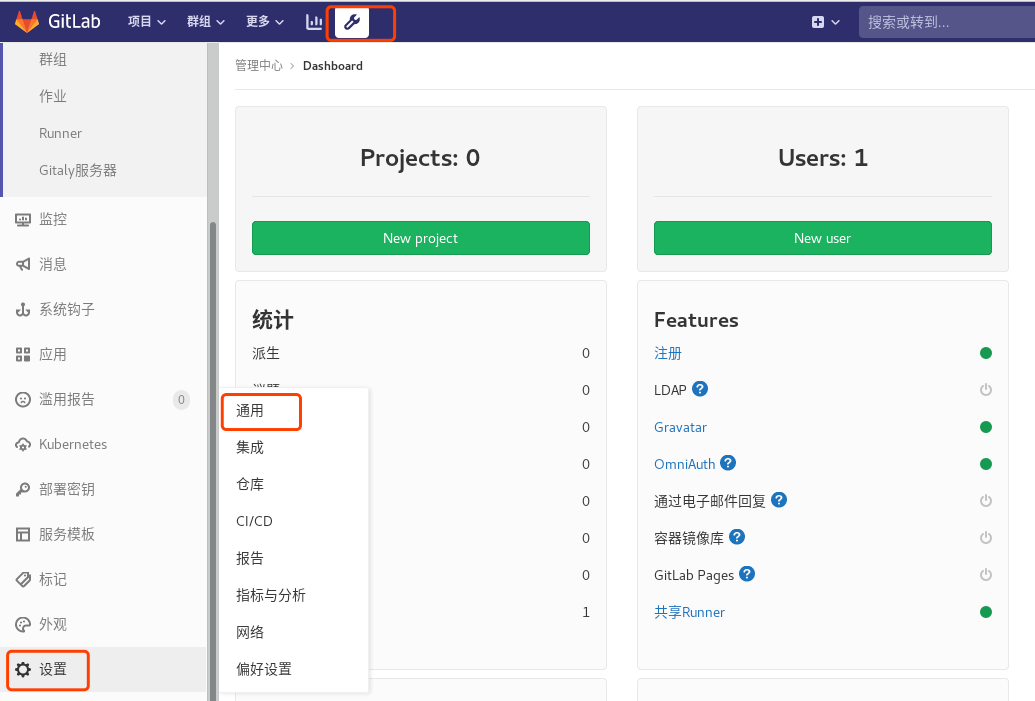 GitLab 项目 群组 更多 搜索或转到...
群组
作业
Runner
Gitaly服务器
监控
消息
系统钩子
应用
滥用报告 0
Kubernetes
部署密钥
服务模板
标记
外观
设置
通用
集成
仓库
CI/CD
报告
指标与分析
网络
偏好设置
管理中心 › Dashboard
Projects: 0
New project
Users: 1
New user
统计
派生 0
0
0
0
0
0
0
1
Features
注册
LDAP ?
Gravatar
OmniAuth ?
通过电子邮件回复 ?
容器镜像库 ?
GitLab Pages ?
共享Runner